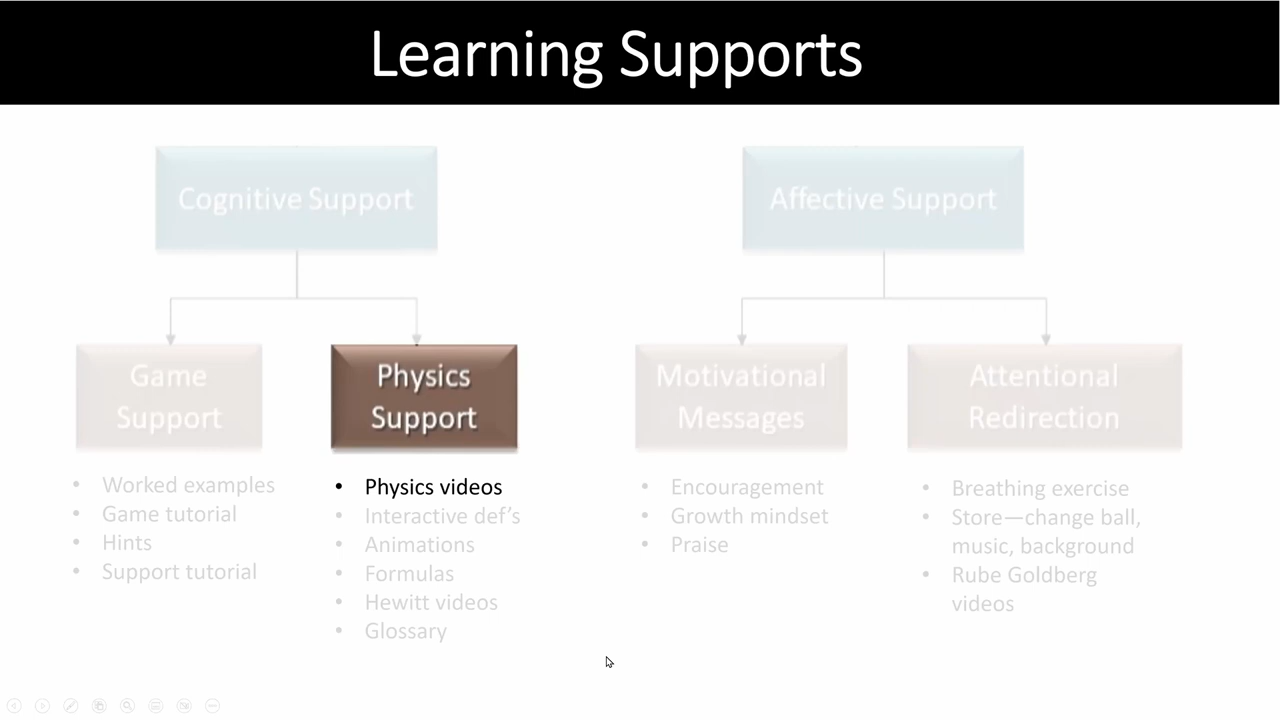 Learning Supports
Cognitive Support
Affective Support
Game
Support
Physics
Support
Motivational
Messages
Attentional
Redirection
• Worked examples
• Game tutorial
• Hints
• Support tutorial
• Physics videos
• Interactive def’s
• Animations
• Formulas
• Hewitt videos
• Glossary
• Encouragement
• Growth mindset
• Praise
• Breathing exercise
• Store—change ball,
music, background
• Rube Goldberg
videos